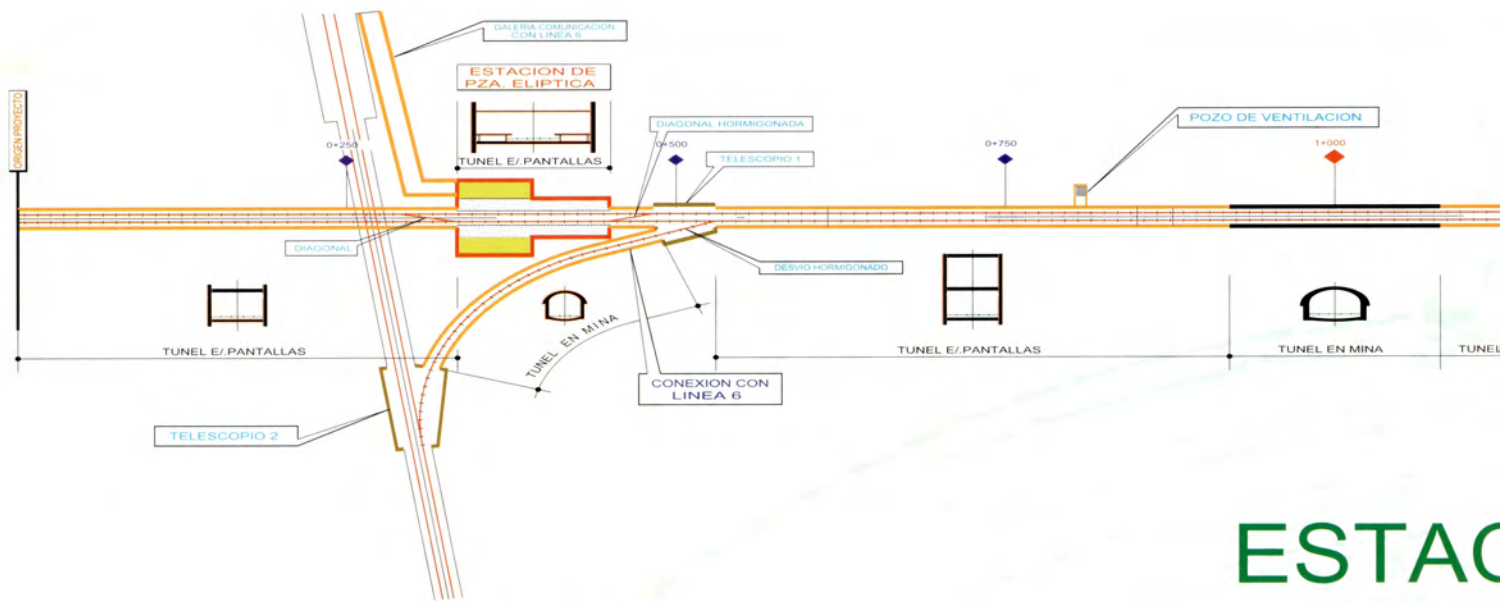 GALERIA COMUNICACION
CON LINEA 6
ESTACION DE
PZA. ELIPTICA
ORIGEN PROYECTO
DIAGONAL HORMIGONADA
POZO DE VENTILACION
0+250
0+500
0+750
1+000
TUNEL E/.PANTALLAS
TELESCOPIO 1
DIAGONAL
DESVIO HORMIGONADO
TUNEL EN MINA
TUNEL E/.PANTALLAS
TUNEL E/.PANTALLAS
TUNEL EN MINA
TUNEL
CONEXION CON
LINEA 6
TELESCOPIO 2
ESTAC